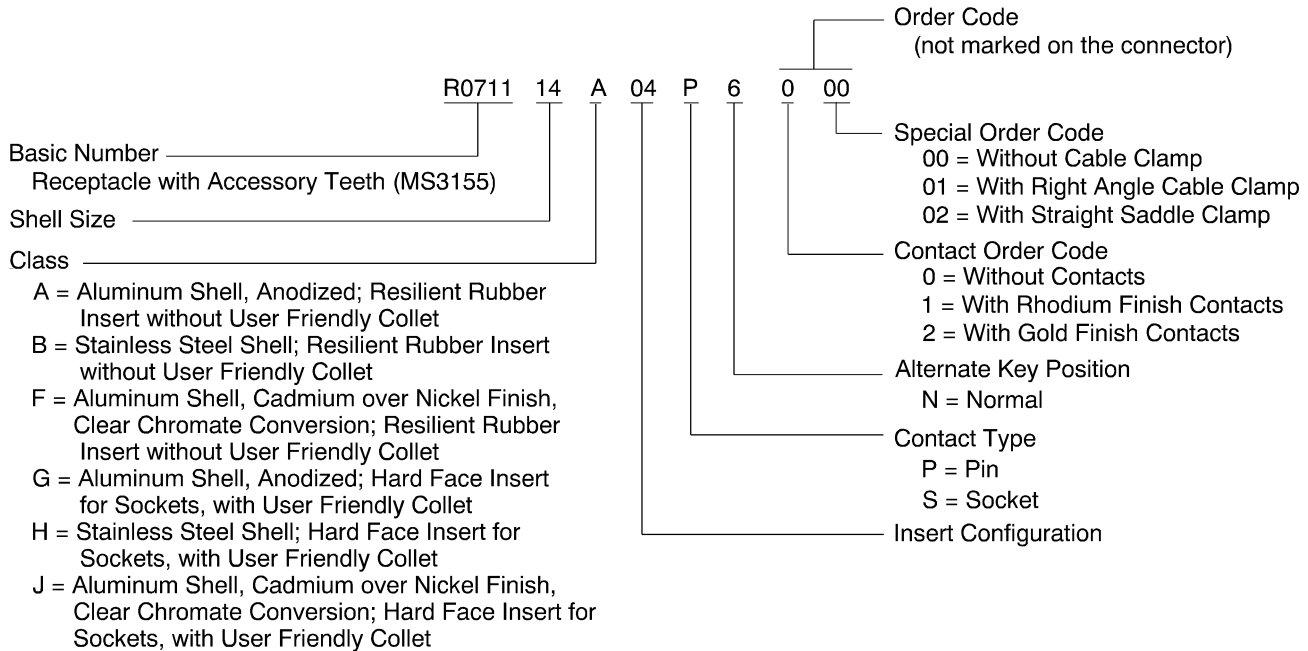 Order Code
(not marked on the connector)
R0711 14 A 04 P 6 0 00
Basic Number
Receptacle with Accessory Teeth (MS3155)
Shell Size
Class
A = Aluminum Shell, Anodized; Resilient Rubber
Insert without User Friendly Collet
B = Stainless Steel Shell; Resilient Rubber Insert
without User Friendly Collet
F = Aluminum Shell, Cadmium over Nickel Finish,
Clear Chromate Conversion; Resilient Rubber
Insert without User Friendly Collet
G = Aluminum Shell, Anodized; Hard Face Insert
for Sockets, with User Friendly Collet
H = Stainless Steel Shell; Hard Face Insert for
Sockets, with User Friendly Collet
J = Aluminum Shell, Cadmium over Nickel Finish,
Clear Chromate Conversion; Hard Face Insert for
Sockets, with User Friendly Collet
Special Order Code
00 = Without Cable Clamp
01 = With Right Angle Cable Clamp
02 = With Straight Saddle Clamp
Contact Order Code
0 = Without Contacts
1 = With Rhodium Finish Contacts
2 = With Gold Finish Contacts
Alternate Key Position
N = Normal
Contact Type
P = Pin
S = Socket
Insert Configuration